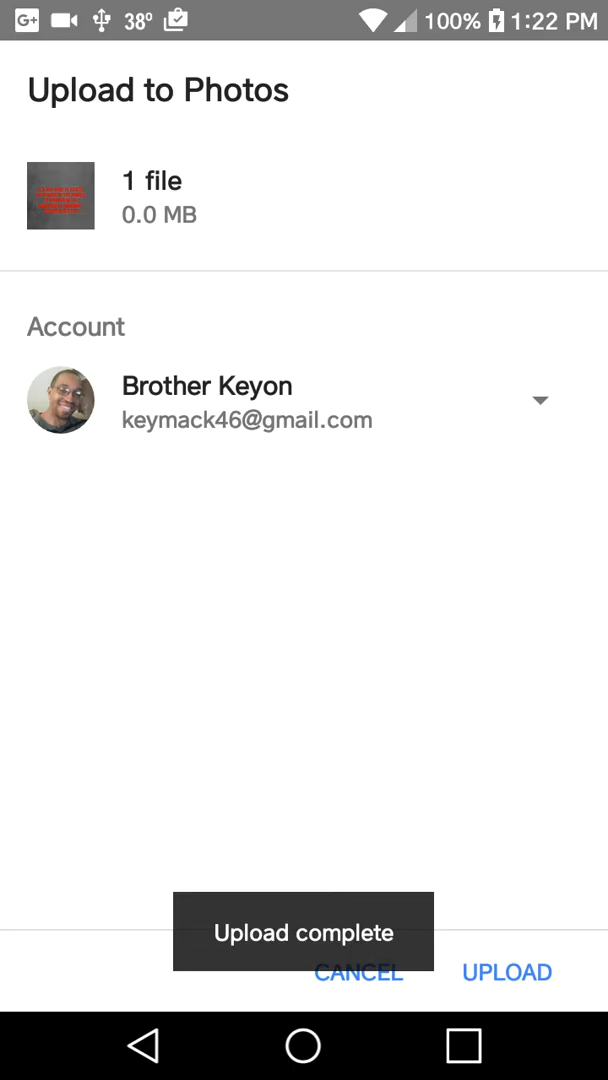 G+ 38º 100% 1:22 PM
Upload to Photos
1 file
0.0 MB
Account
Brother Keyon
keymack46@gmail.com
Upload complete
CANCEL UPLOAD